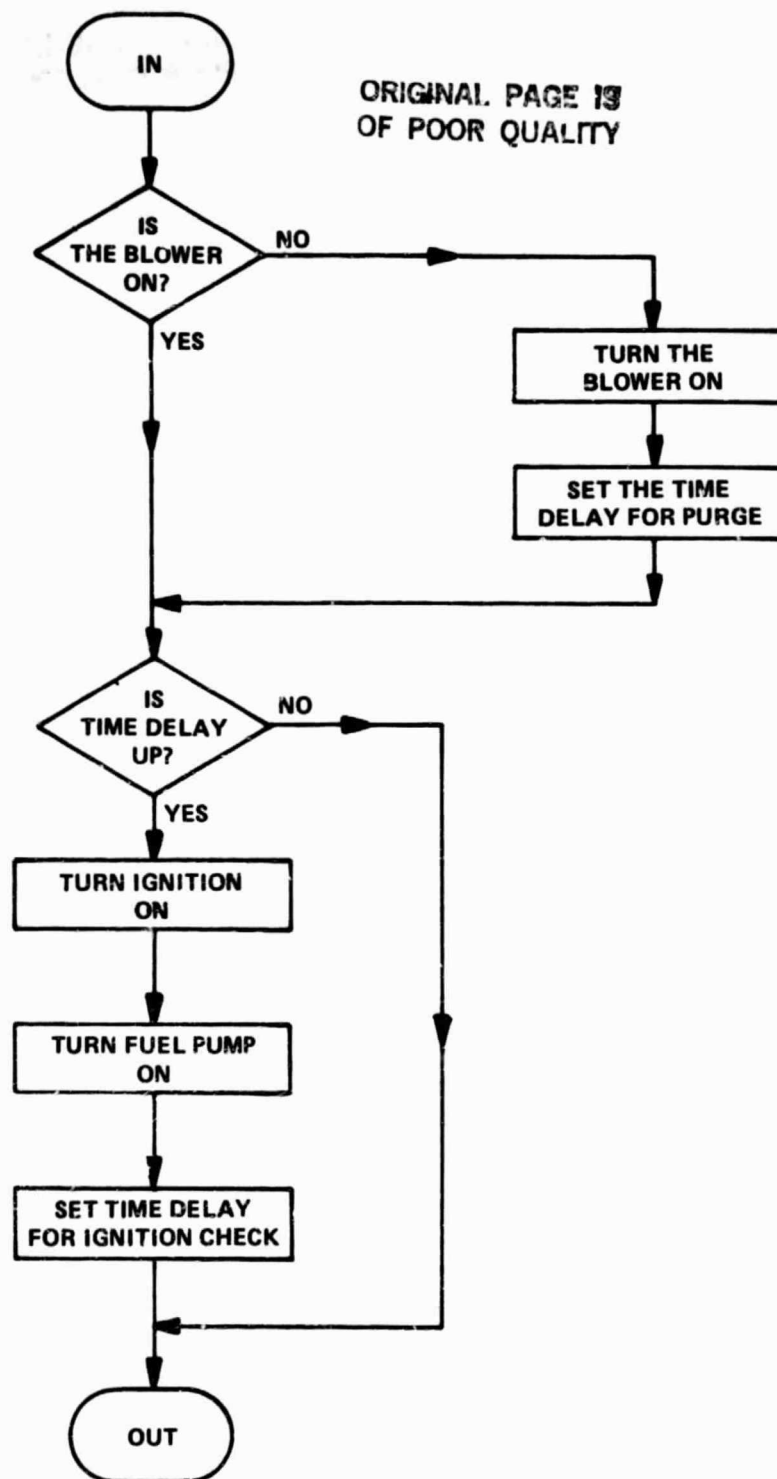 IN
ORIGINAL PAGE IS
OF POOR QUALITY
IS
THE BLOWER
ON?
NO
YES
TURN THE
BLOWER ON
SET THE TIME
DELAY FOR PURGE
IS
TIME DELAY
UP?
NO
YES
TURN IGNITION
ON
TURN FUEL PUMP
ON
SET TIME DELAY
FOR IGNITION CHECK
OUT